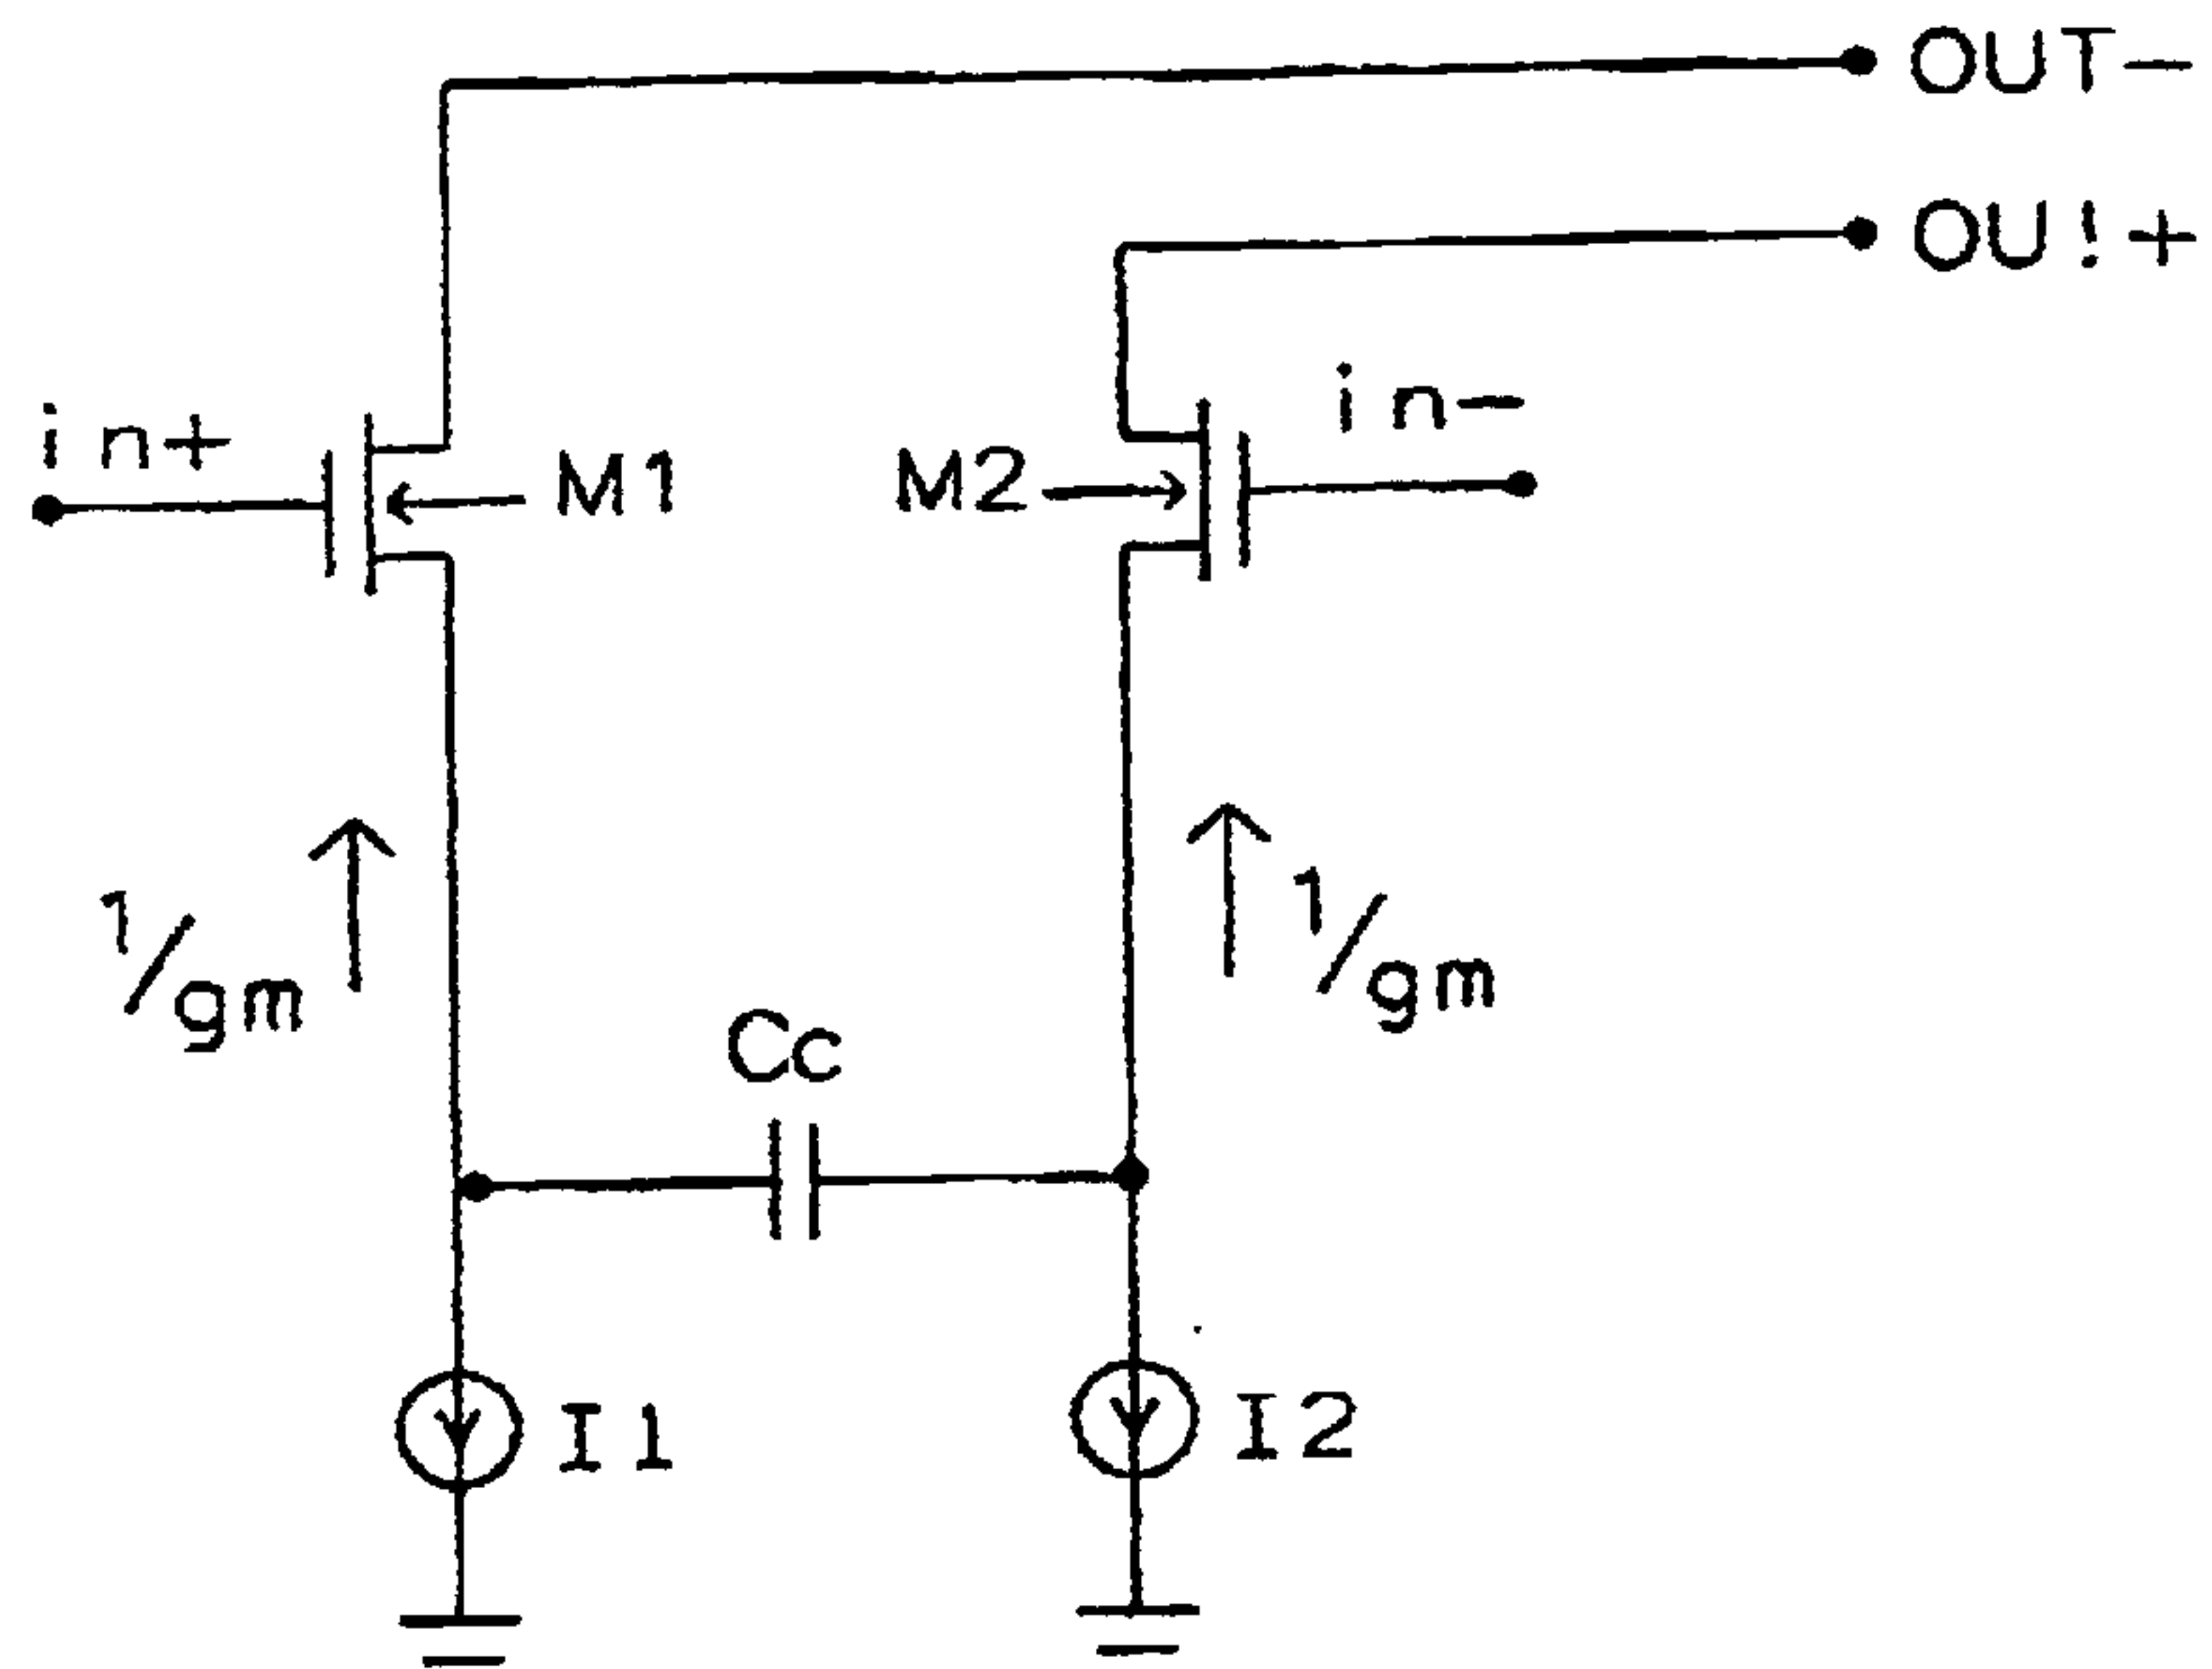 OUT-
OU!+
in-
in+
M1
M2
1/gm
1/gm
Cc
I1
I2